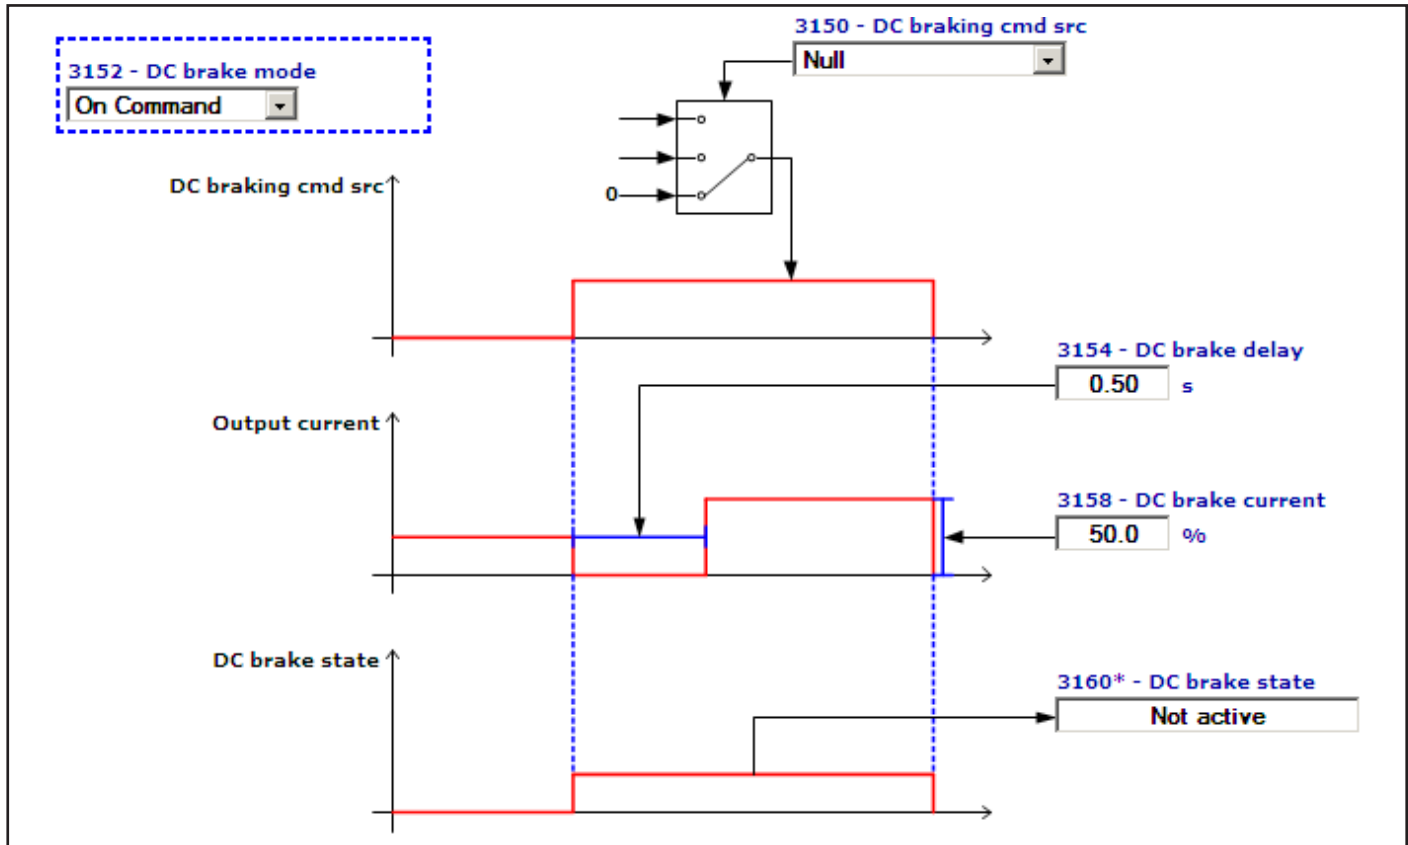 3150 - DC braking cmd src
Null
3152 - DC brake mode
On Command
DC braking cmd src
0
3154 - DC brake delay
0.50 s
Output current
3158 - DC brake current
50.0 %
DC brake state
3160* - DC brake state
Not active